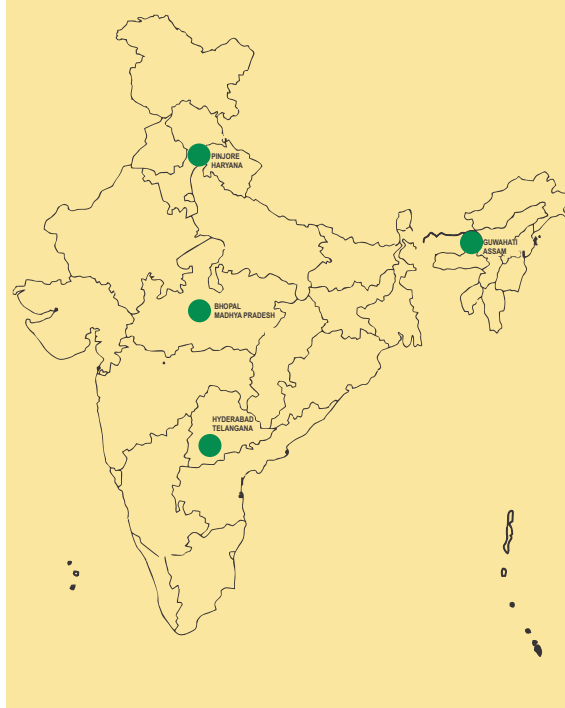 PINJORE
HARYANA
GUWAHATI
ASSAM
BHOPAL
MADHYA PRADESH
HYDERABAD
TELANGANA